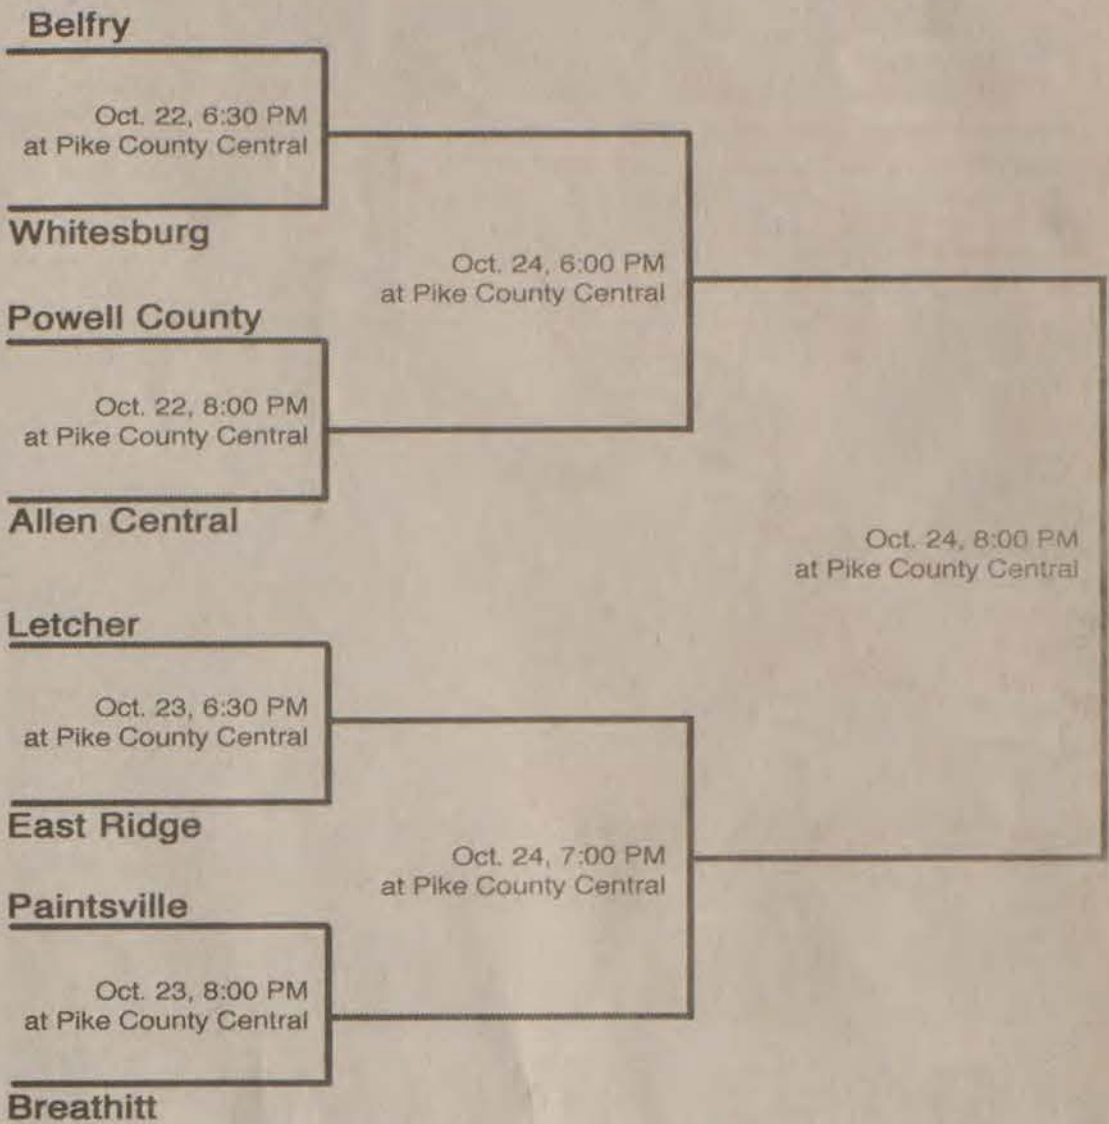 Belfry
Oct. 22, 6:30 PM
at Pike County Central
Whitesburg
Oct. 24, 6:00 PM
at Pike County Central
Powell County
Oct. 22, 8:00 PM
at Pike County Central
Allen Central
Oct. 24, 8:00 PM
at Pike County Central
Letcher
Oct. 23, 6:30 PM
at Pike County Central
East Ridge
Oct. 24, 7:00 PM
at Pike County Central
Paintsville
Oct. 23, 8:00 PM
at Pike County Central
Breathitt